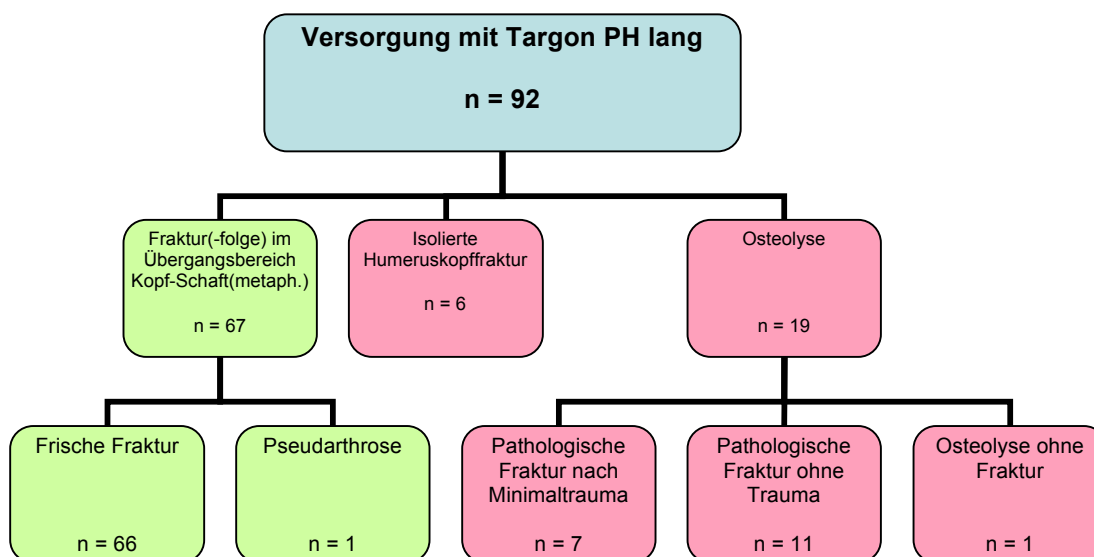 Versorgung mit Targon PH lang
n = 92
Fraktur(-folge) im
Übergangsbereich
Kopf-Schaft(metaph.)
n = 67
Isolierte
Humeruskopffraktur
n = 6
Osteolyse
n = 19
Frische Fraktur
n = 66
Pseudarthrose
n = 1
Pathologische
Fraktur nach
Minimaltrauma
n = 7
Pathologische
Fraktur ohne
Trauma
n = 11
Osteolyse ohne
Fraktur
n = 1